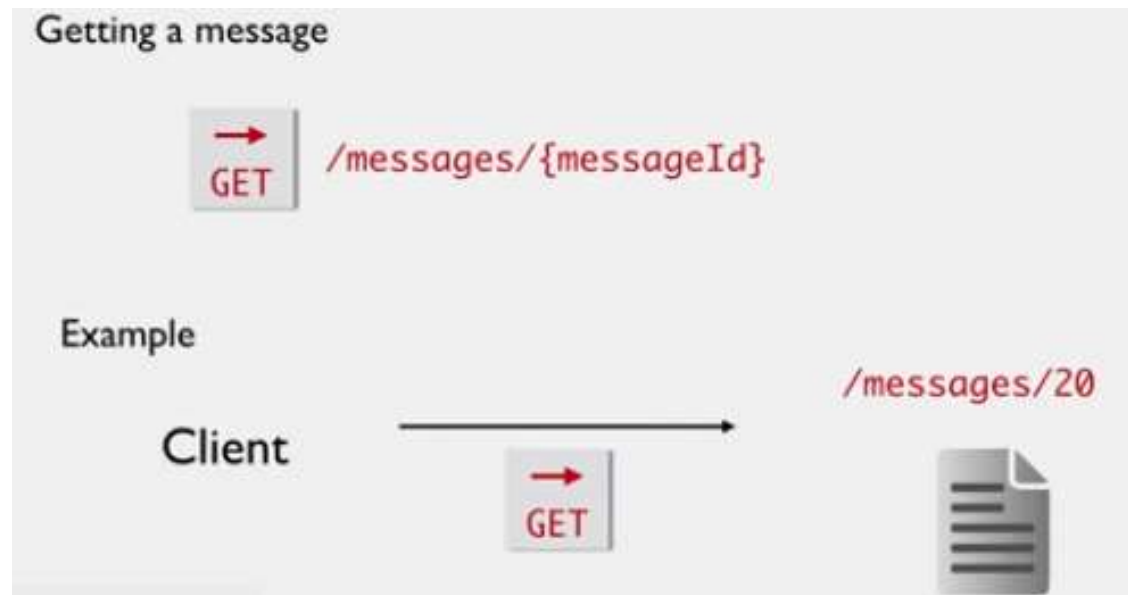 Getting a message
GET /messages/{messageId}
Example
/messages/20
Client
GET